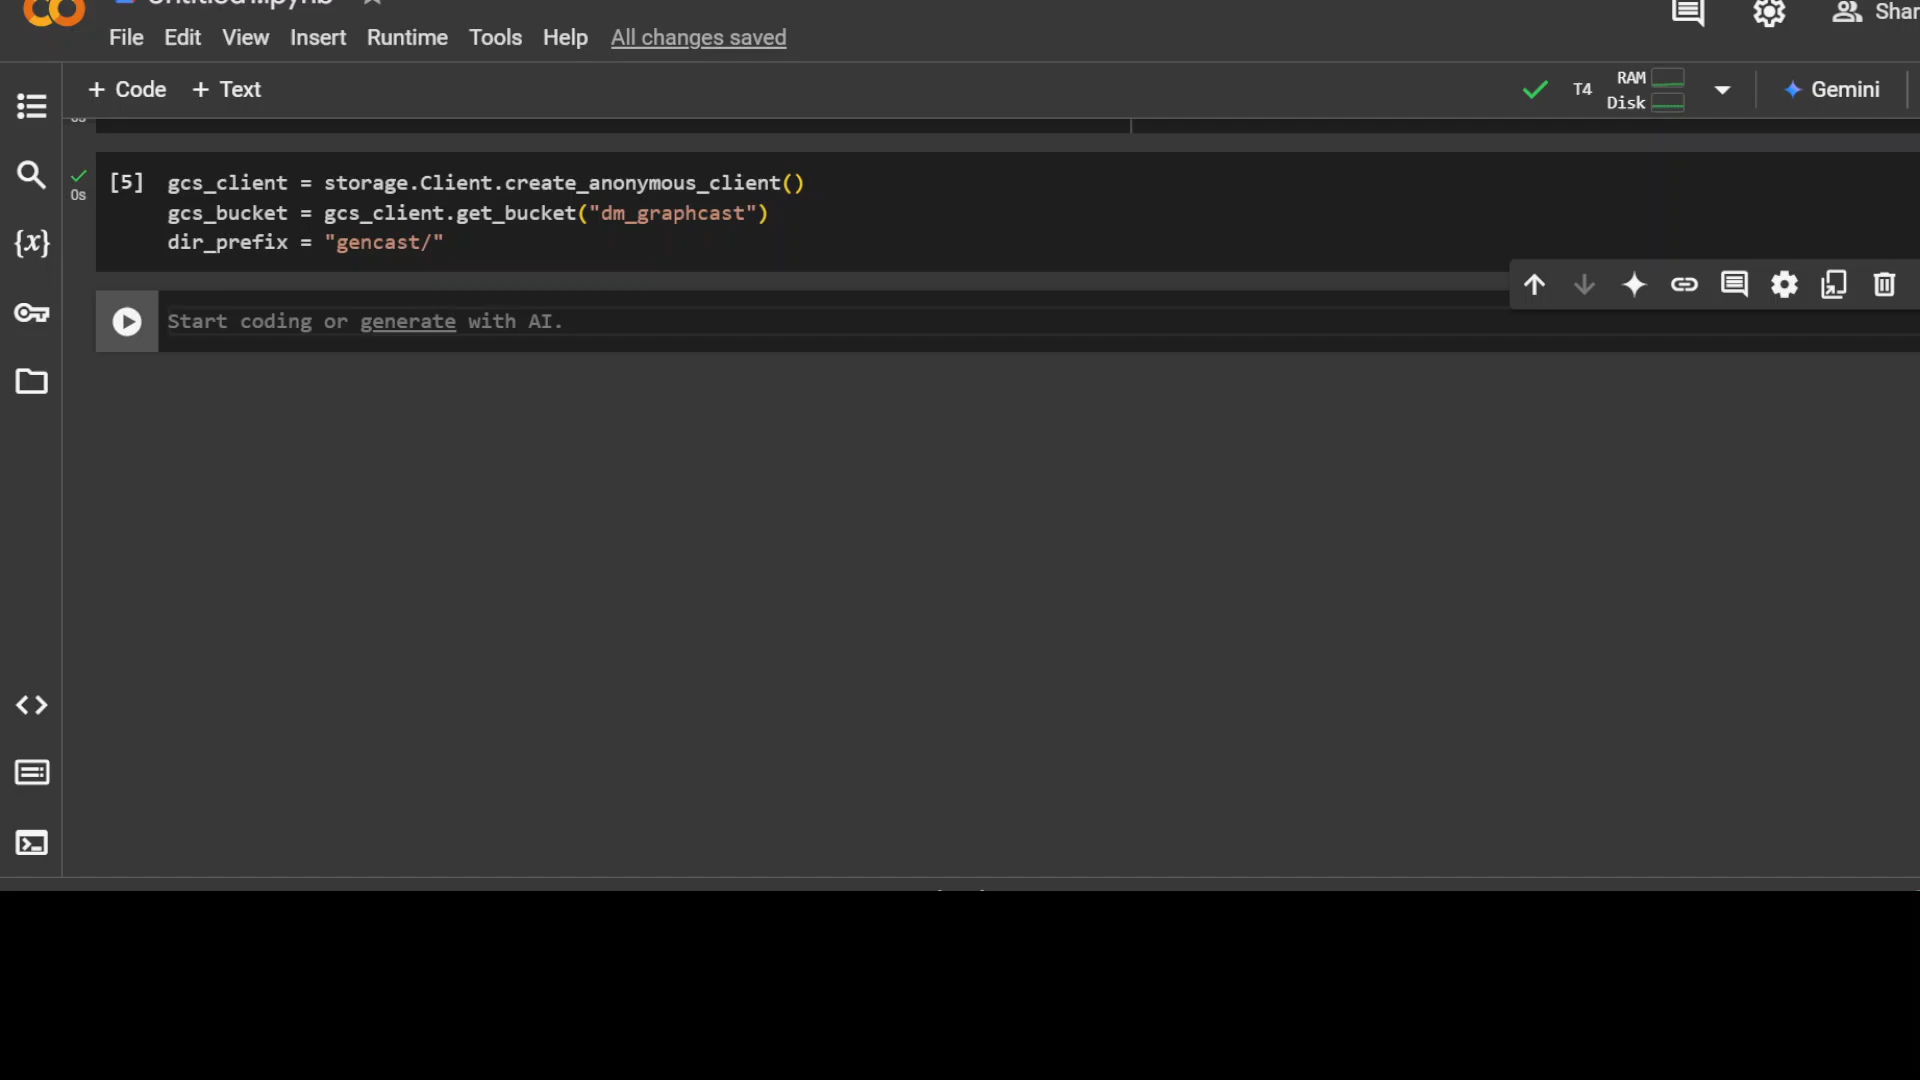 File Edit View Insert Runtime Tools Help All changes saved
Shar
+ Code + Text
T4 RAM
Disk
Gemini
[5] gcs_client = storage.Client.create_anonymous_client()
0s
gcs_bucket = gcs_client.get_bucket("dm_graphcast")
dir_prefix = "gencast/"
{x}
Start coding or generate with AI.